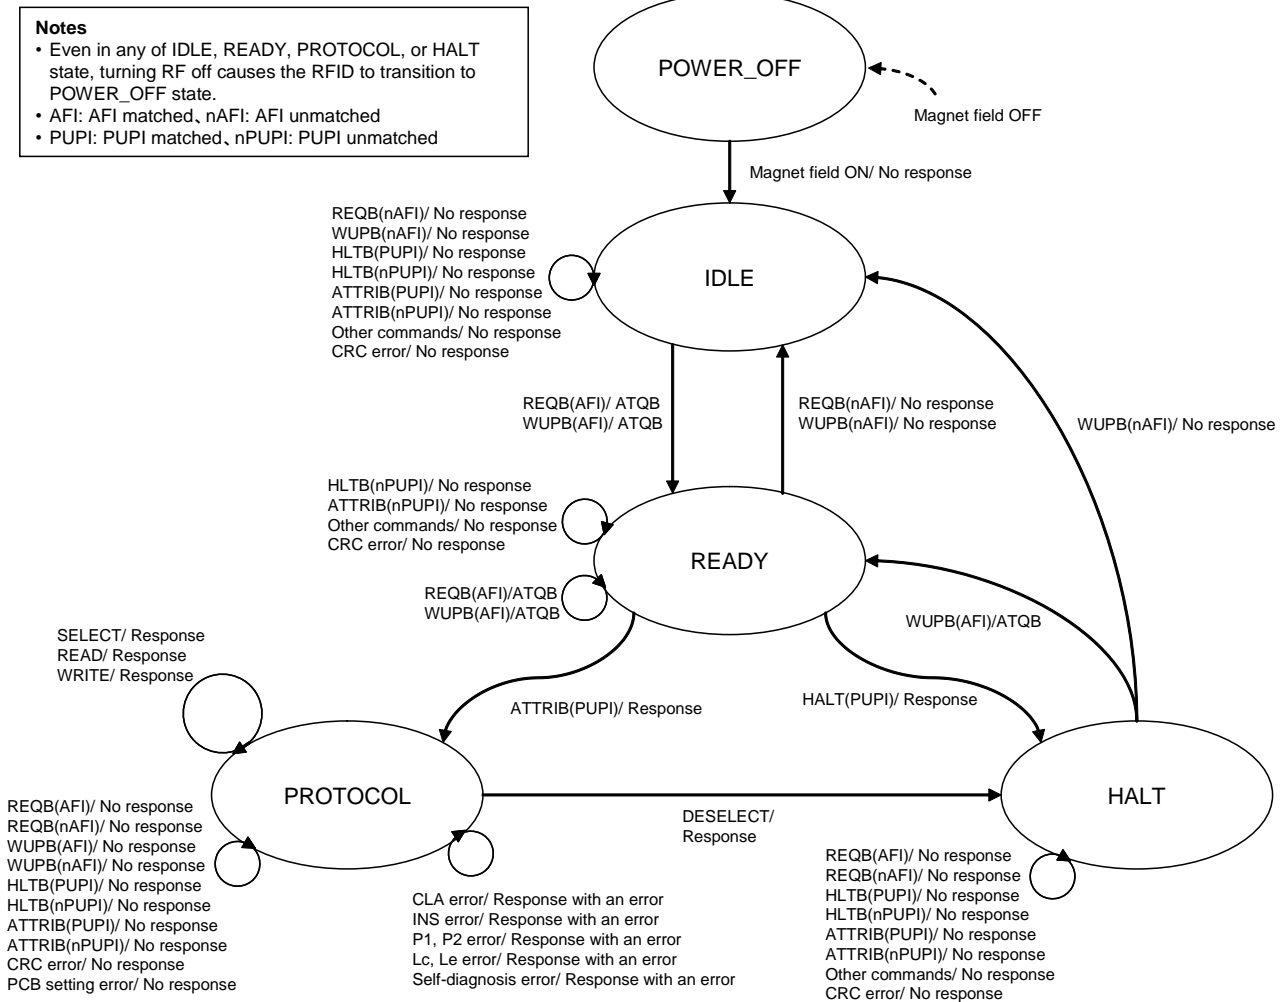 Notes
• Even in any of IDLE, READY, PROTOCOL, or HALT
state, turning RF off causes the RFID to transition to
POWER_OFF state.
• AFI: AFI matched、nAFI: AFI unmatched
• PUPI: PUPI matched、nPUPI: PUPI unmatched
POWER_OFF
Magnet field OFF
Magnet field ON/ No response
REQB(nAFI)/ No response
WUPB(nAFI)/ No response
HLTB(PUPI)/ No response
HLTB(nPUPI)/ No response
ATTRIB(PUPI)/ No response
ATTRIB(nPUPI)/ No response
Other commands/ No response
CRC error/ No response
IDLE
REQB(AFI)/ ATQB
WUPB(AFI)/ ATQB
REQB(nAFI)/ No response
WUPB(nAFI)/ No response
WUPB(nAFI)/ No response
HLTB(nPUPI)/ No response
ATTRIB(nPUPI)/ No response
Other commands/ No response
CRC error/ No response
READY
REQB(AFI)/ATQB
WUPB(AFI)/ATQB
WUPB(AFI)/ATQB
SELECT/ Response
READ/ Response
WRITE/ Response
ATTRIB(PUPI)/ Response
HALT(PUPI)/ Response
PROTOCOL
HALT
DESELECT/
Response
REQB(AFI)/ No response
REQB(nAFI)/ No response
WUPB(AFI)/ No response
WUPB(nAFI)/ No response
HLTB(PUPI)/ No response
HLTB(nPUPI)/ No response
ATTRIB(PUPI)/ No response
ATTRIB(nPUPI)/ No response
CRC error/ No response
PCB setting error/ No response
CLA error/ Response with an error
INS error/ Response with an error
P1, P2 error/ Response with an error
Lc, Le error/ Response with an error
Self-diagnosis error/ Response with an error
REQB(AFI)/ No response
REQB(nAFI)/ No response
HLTB(PUPI)/ No response
HLTB(nPUPI)/ No response
ATTRIB(PUPI)/ No response
ATTRIB(nPUPI)/ No response
Other commands/ No response
CRC error/ No response